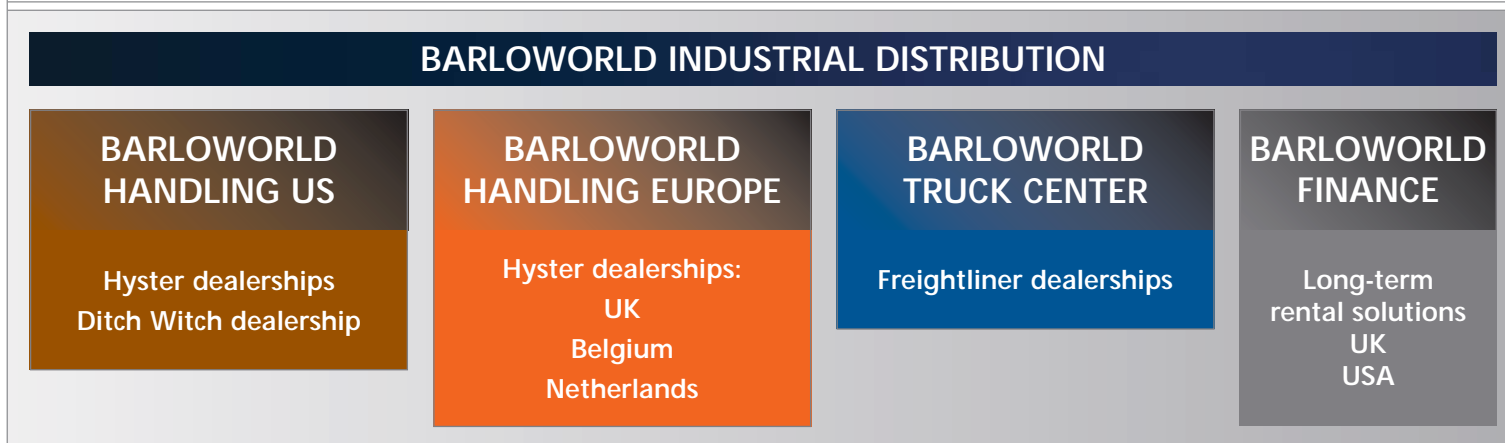 BARLOWORLD INDUSTRIAL DISTRIBUTION
BARLOWORLD
HANDLING US
Hyster dealerships
Ditch Witch dealership
BARLOWORLD
HANDLING EUROPE
Hyster dealerships:
UK
Belgium
Netherlands
BARLOWORLD
TRUCK CENTER
Freightliner dealerships
BARLOWORLD
FINANCE
Long-term
rental solutions
UK
USA